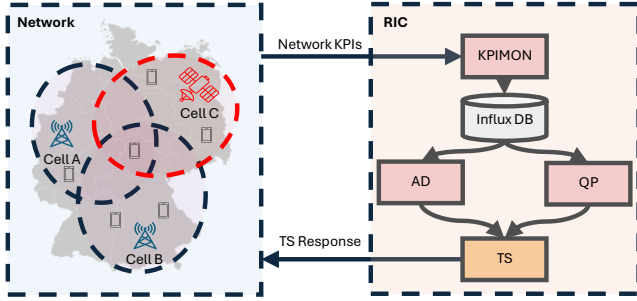 Network
RIC
Network KPIs
KPIMON
Influx DB
Cell C
Cell A
AD
QP
TS Response
Cell B
TS